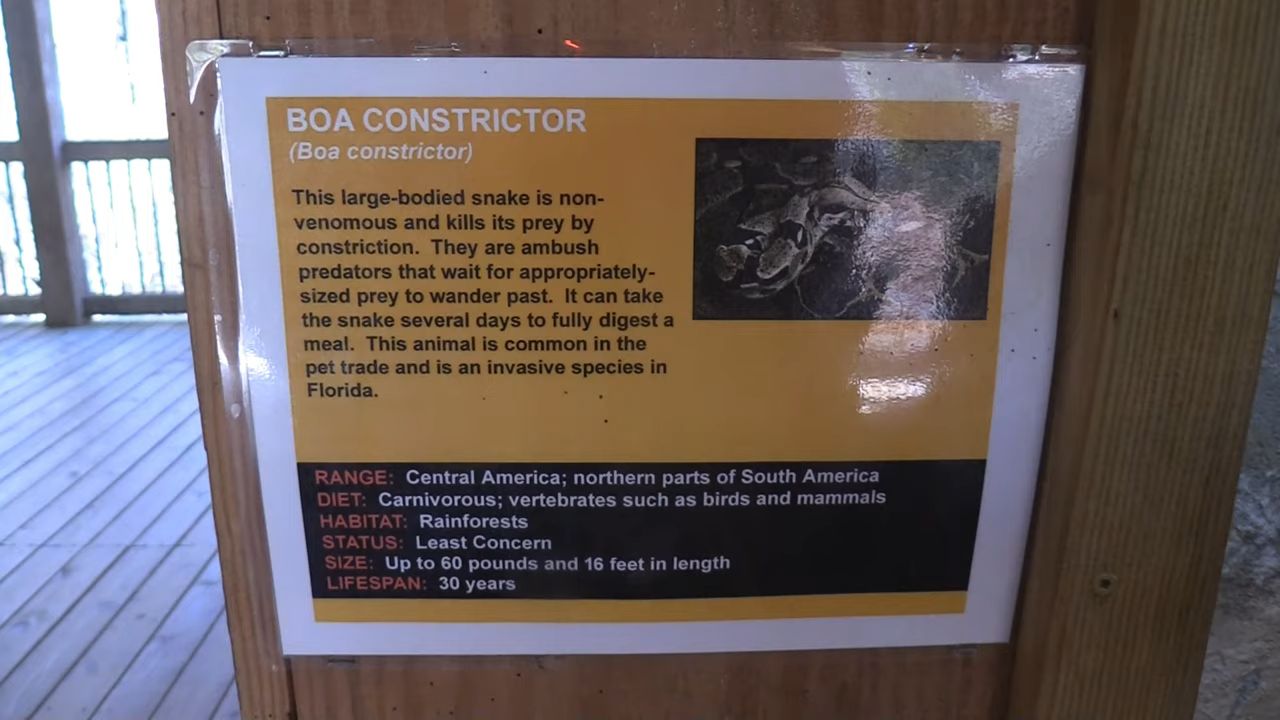 BOA CONSTRICTOR
(Boa constrictor)
This large-bodied snake is non-
venomous and kills its prey by
constriction. They are ambush
predators that wait for appropriately-
sized prey to wander past. It can take
the snake several days to fully digest a
meal. This animal is common in the
pet trade and is an invasive species in
Florida.
RANGE: Central America; northern parts of South America
DIET: Carnivorous; vertebrates such as birds and mammals
HABITAT: Rainforests
STATUS: Least Concern
SIZE: Up to 60 pounds and 16 feet in length
LIFESPAN: 30 years